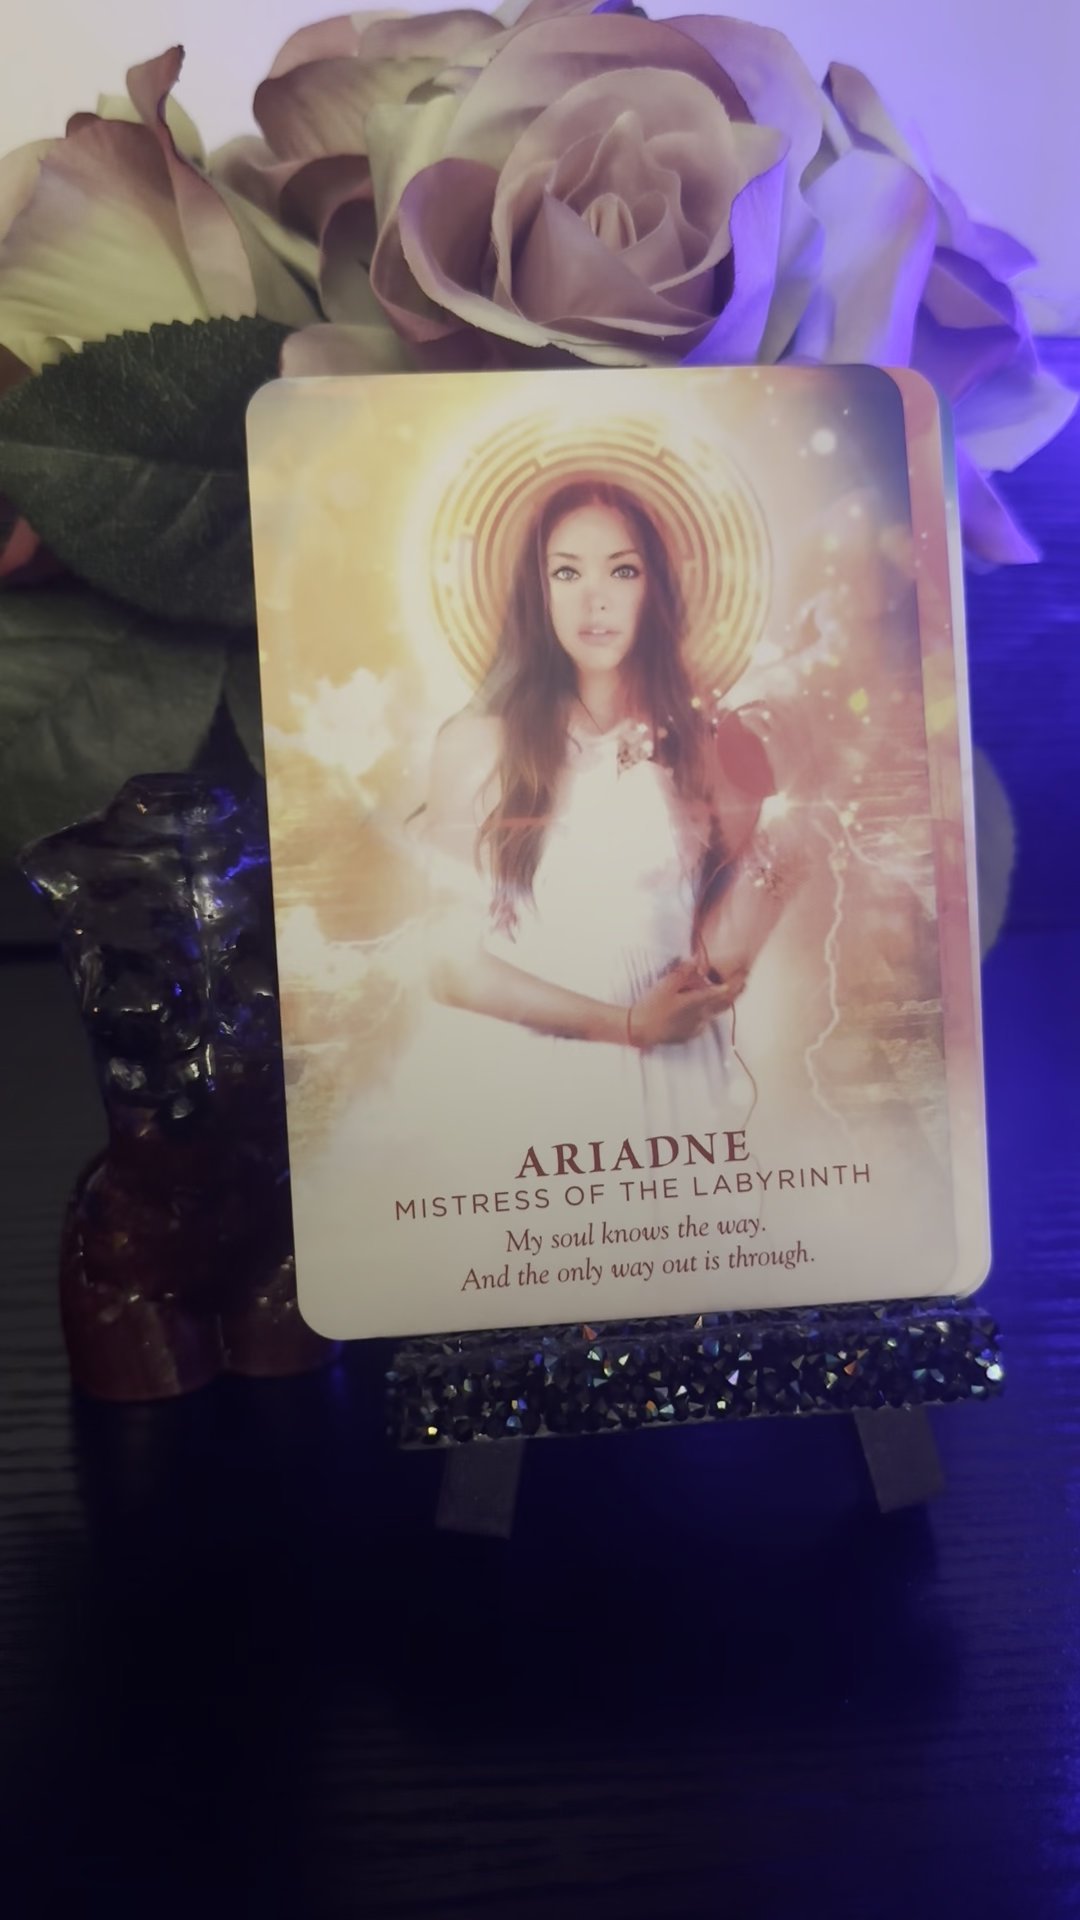 ARIADNE
MISTRESS OF THE LABYRINTH
My soul knows the way.
And the only way out is through.